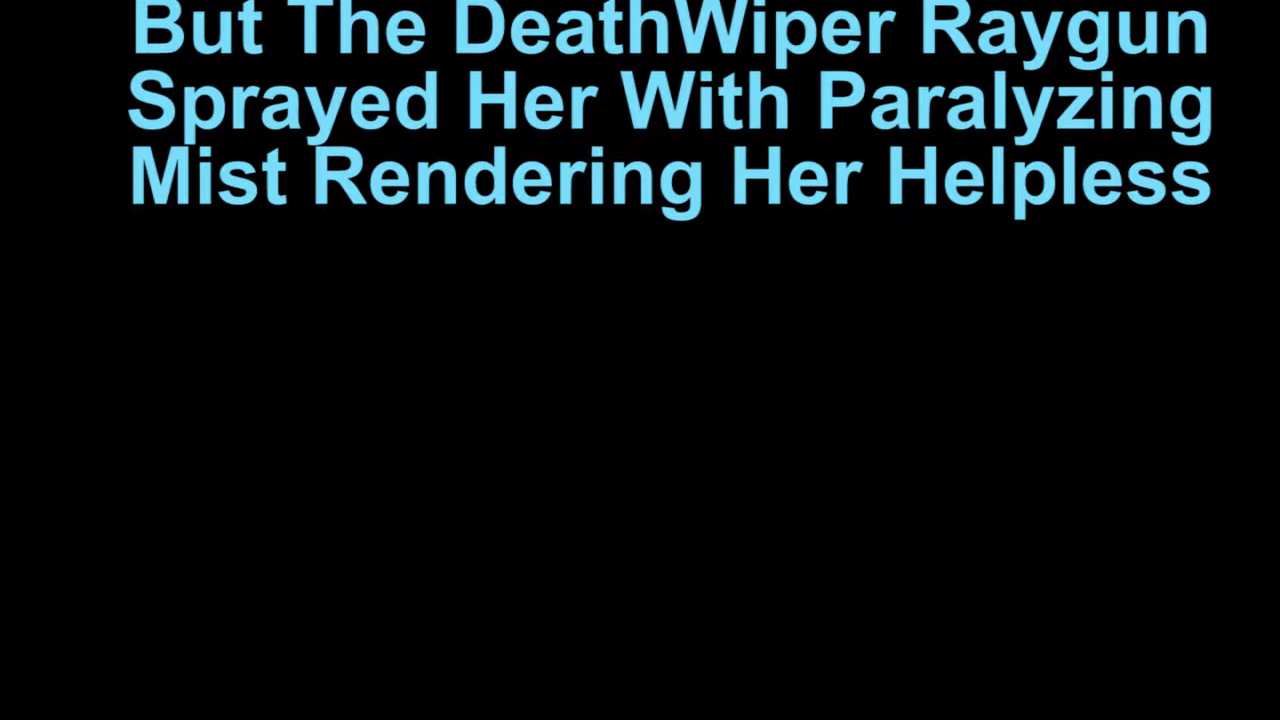 But The DeathWiper Raygun
Sprayed Her With Paralyzing
Mist Rendering Her Helpless